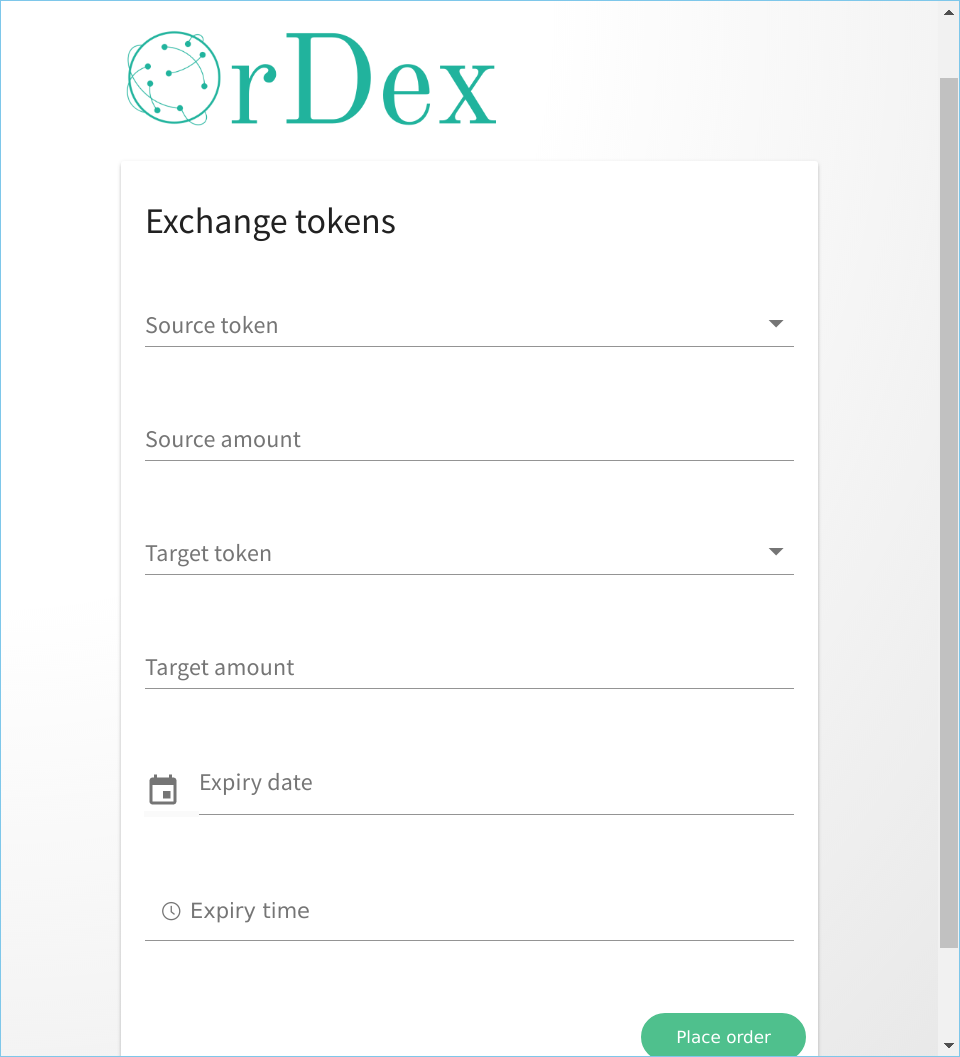 OrDex
Exchange tokens
Source token
Source amount
Target token
Target amount
Expiry date
Expiry time
Place order